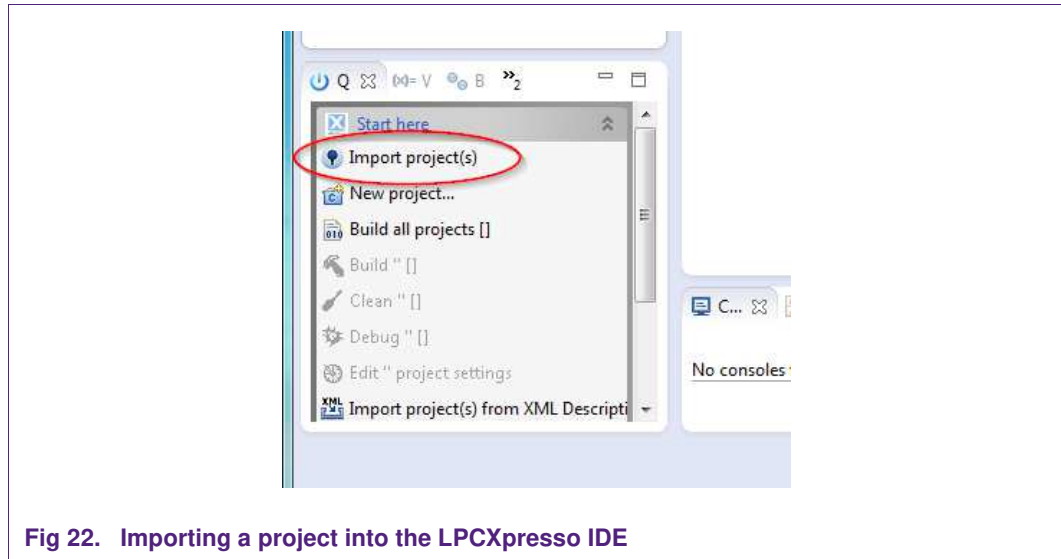 Q (x)= V B »2
Start here
Import project(s)
New project...
Build all projects []
Build '' []
Clean '' []
Debug '' []
Edit '' project settings
Import project(s) from XML Descripti
C...
No consoles
Fig 22. Importing a project into the LPCXpresso IDE